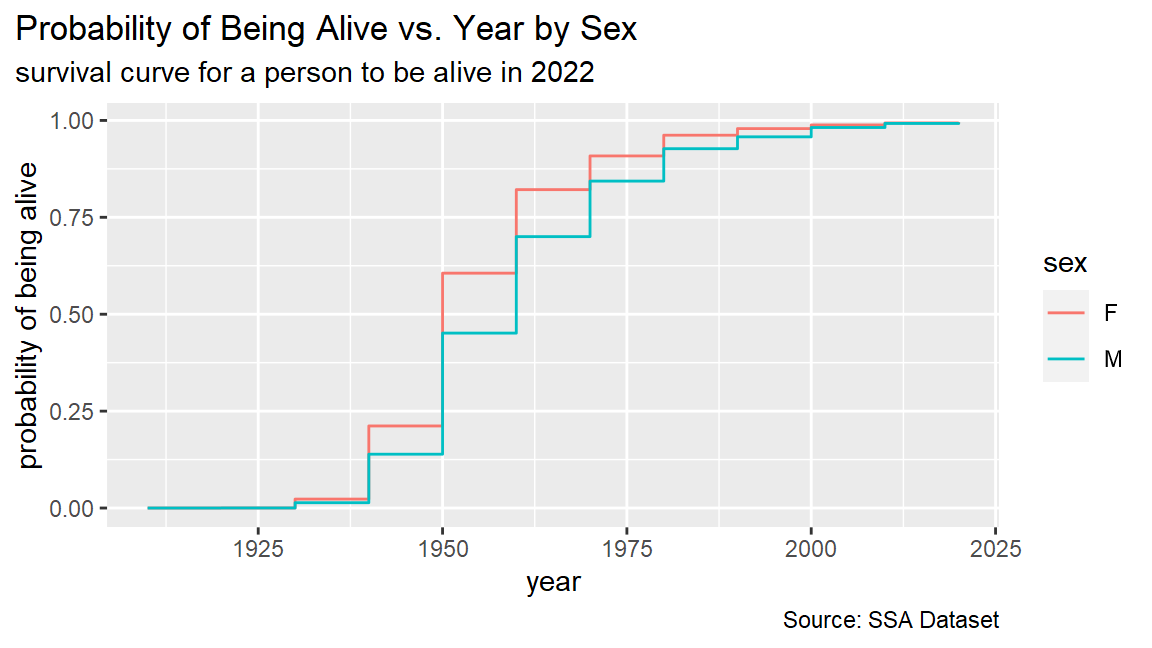 Probability of Being Alive vs. Year by Sex
survival curve for a person to be alive in 2022
probability of being alive
1.00
0.75
0.50
0.25
0.00
1925 1950 1975 2000 2025
year
sex
F
M
Source: SSA Dataset